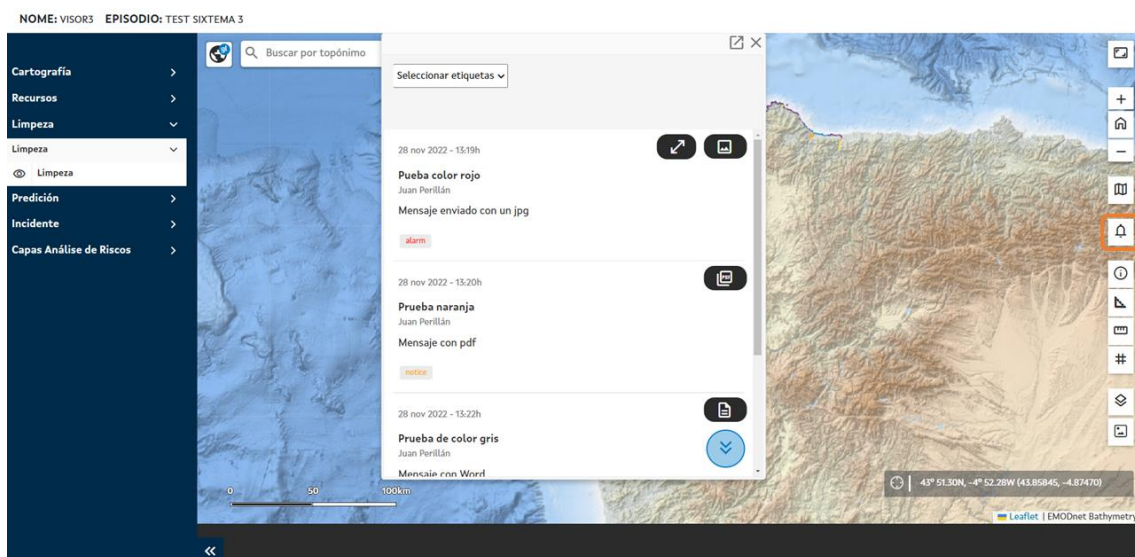 NOME: VISOR3 EPISODIO: TEST SIXTEMA 3
Cartografía
Recursos
Limpeza
Limpeza
Limpeza
Predición
Incidente
Capas Análise de Riscos
Buscar por topónimo
Seleccionar etiquetas
28 nov 2022 - 13:19h
Pueba color rojo
Juan Perillán
Mensaje enviado con un jpg
alarm
28 nov 2022 - 13:20h
PDF
Prueba naranja
Juan Perillán
Mensaje con pdf
notice
28 nov 2022 - 13:22h
Prueba de color gris
Juan Perillán
Mensaje con Word
0 50 100km
43° 51.30N, -4° 52.28W (43.85845, -4.87470)
Leaflet | EMODnet Bathymetry